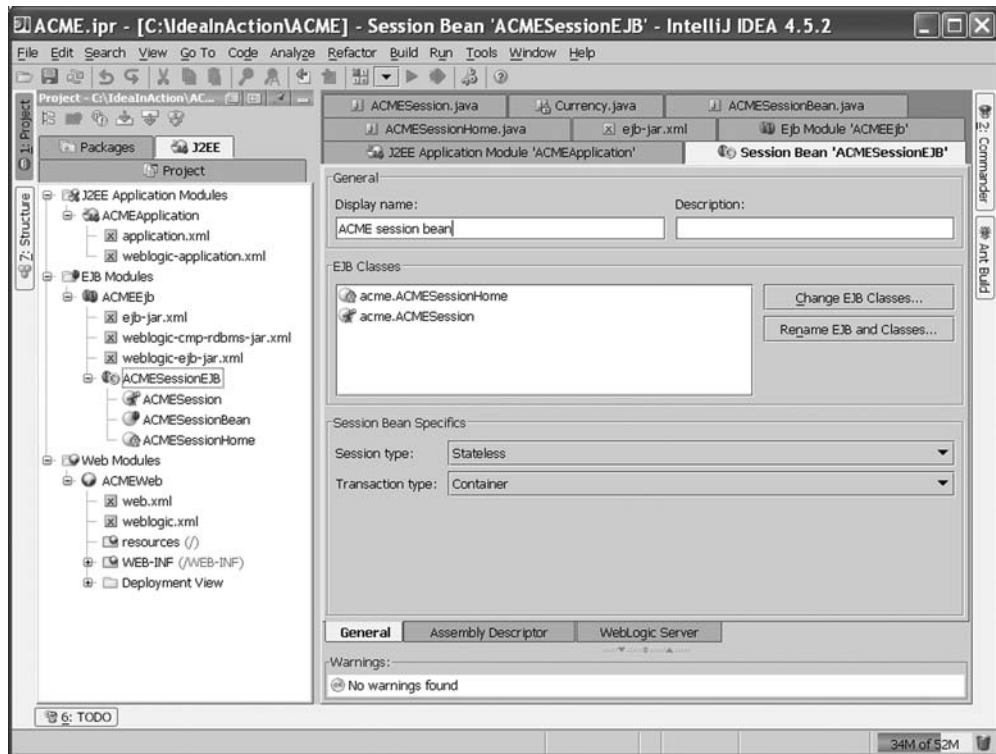 ACME.ipr - [C:\IdeaInAction\ACME] - Session Bean 'ACMESessionEJB' - IntelliJ IDEA 4.5.2
File Edit Search View Go To Code Analyze Refactor Build Run Tools Window Help
Project - C:\IdeaInAction\AC...
1: Project
7: Structure
Packages
J2EE
Project
J2EE Application Modules
ACMEApplication
application.xml
weblogic-application.xml
EJB Modules
ACMEEjb
ejb-jar.xml
weblogic-cmp-rdbms-jar.xml
weblogic-ejb-jar.xml
ACMESessionEJB
ACMESession
ACMESessionBean
ACMESessionHome
Web Modules
ACMEWeb
web.xml
weblogic.xml
resources (/)
WEB-INF (/WEB-INF)
Deployment View
ACMESession.java Currency.java ACMESessionBean.java
ACMESessionHome.java ejb-jar.xml Ejb Module 'ACMEEjb'
J2EE Application Module 'ACMEApplication' Session Bean 'ACMESessionEJB'
General
Display name: Description:
ACME session bean
EJB Classes
acme.ACMESessionHome
acme.ACMESession
Change EJB Classes...
Rename EJB and Classes...
Session Bean Specifics
Session type: Stateless
Transaction type: Container
General Assembly Descriptor WebLogic Server
Warnings:
No warnings found
2: Commander
Ant Build
6: TODO
34M of 52M